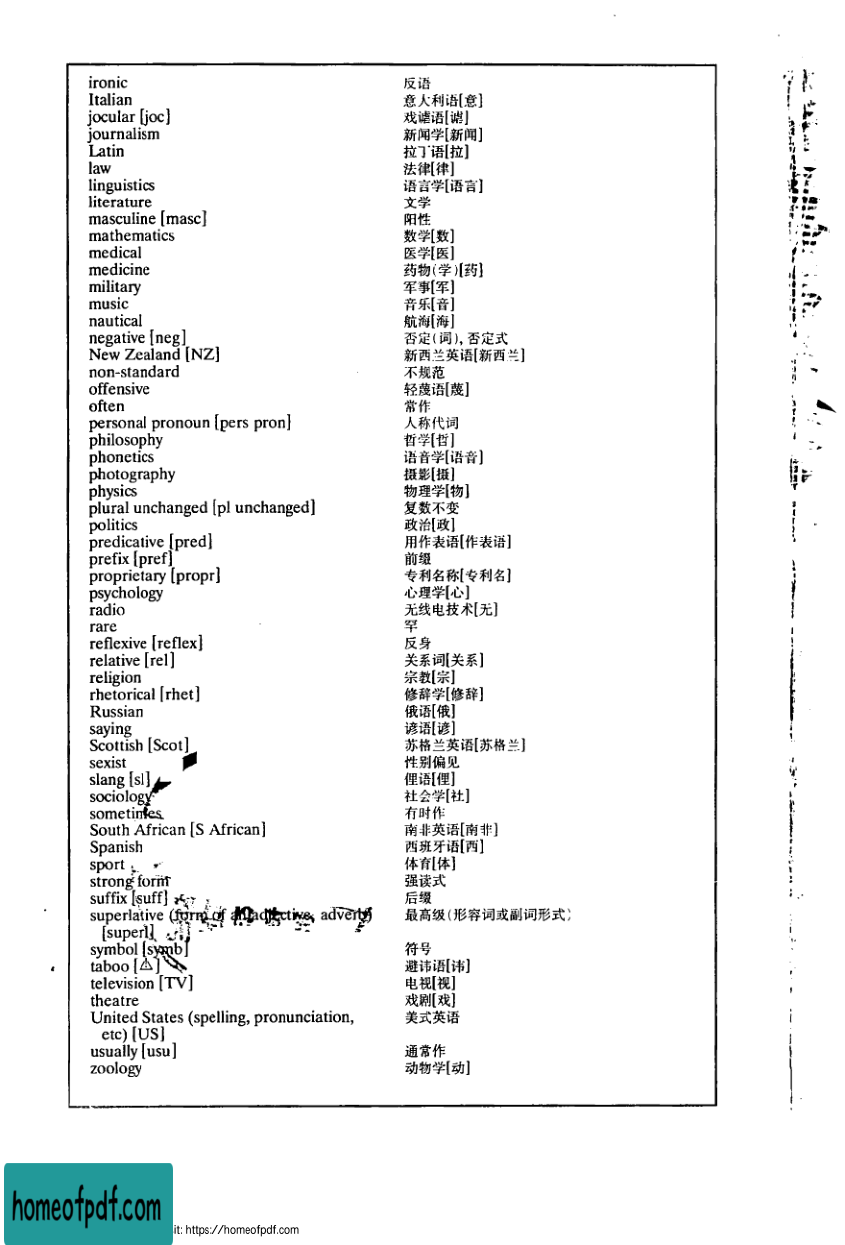 ironic 反语
Italian 意大利语[意]
jocular [joc] 戏谑语[谑]
journalism 新闻学[新闻]
Latin 拉丁语[拉]
law 法律[律]
linguistics 语言学[语言]
literature 文学
masculine [masc] 阳性
mathematics 数学[数]
medical 医学[医]
medicine 药物(学)[药]
military 军事[军]
music 音乐[音]
nautical 航海[海]
negative [neg] 否定(词), 否定式
New Zealand [NZ] 新西兰英语[新西兰]
non-standard 不规范
offensive 轻蔑语[蔑]
often 常作
personal pronoun [pers pron] 人称代词
philosophy 哲学[哲]
phonetics 语音学[语音]
photography 摄影[摄]
physics 物理学[物]
plural unchanged [pl unchanged] 复数不变
politics 政治[政]
predicative [pred] 用作表语[作表语]
prefix [pref] 前缀
proprietary [propr] 专利名称[专利名]
psychology 心理学[心]
radio 无线电技术[无]
rare 罕
reflexive [reflex] 反身
relative [rel] 关系词[关系]
religion 宗教[宗]
rhetorical [rhet] 修辞学[修辞]
Russian 俄语[俄]
saying 谚语[谚]
Scottish [Scot] 苏格兰英语[苏格兰]
sexist 性别偏见
slang [sl] 俚语[俚]
sociology 社会学[社]
sometimes 有时作
South African [S African] 南非英语[南非]
Spanish 西班牙语[西]
sport 体育[体]
strong form 强读式
suffix [suff] 后缀
superlative (form of an adjective, adverb) 最高级(形容词或副词形式)
[superl]
symbol [symb] 符号
taboo [⚠] 避讳语[讳]
television [TV] 电视[视]
theatre 戏剧[戏]
United States (spelling, pronunciation, 美式英语
etc) [US]
usually [usu] 通常作
zoology 动物学[动]
homeofpdf.com
it: https://homeofpdf.com